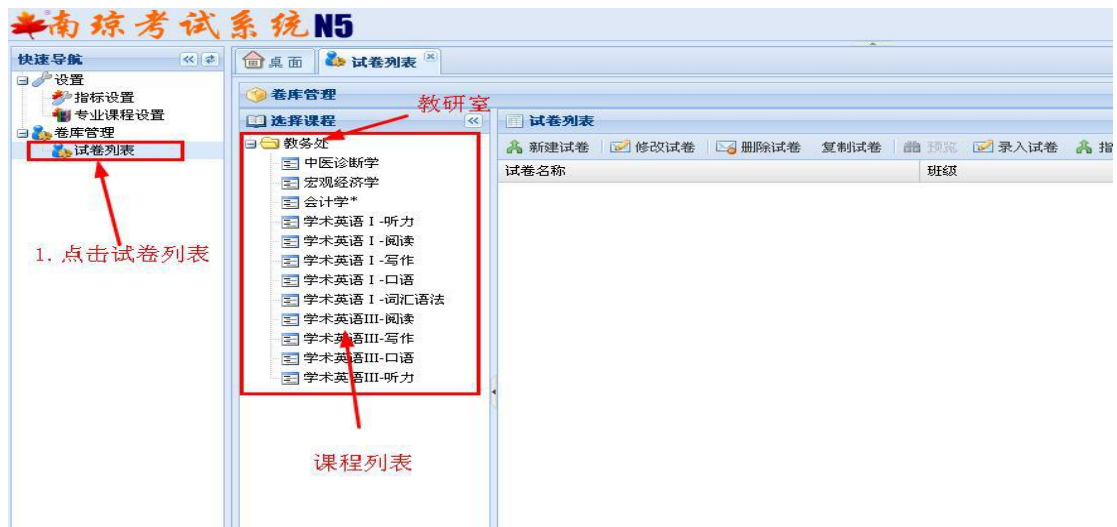 南琼考试系统N5
快速导航
设置
指标设置
专业课程设置
卷库管理
试卷列表
1. 点击试卷列表
桌面
试卷列表
卷库管理
教研室
选择课程
教务处
中医诊断学
宏观经济学
会计学*
学术英语 I -听力
学术英语 I -阅读
学术英语 I -写作
学术英语 I -口语
学术英语 I -词汇语法
学术英语III-阅读
学术英语III-写作
学术英语III-口语
学术英语III-听力
课程列表
试卷列表
新建试卷 修改试卷 删除试卷 复制试卷 预览 录入试卷 指
试卷名称 班级